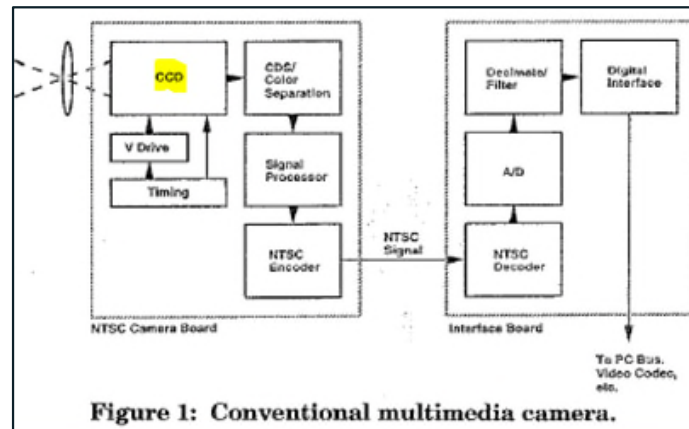 CCD
CDS/
Color
Separation
V Drive
Timing
Signal
Processor
NTSC
Encoder
NTSC Camera Board
NTSC
Signal
Decimate/
Filter
Digital
Interface
A/D
NTSC
Decoder
Interface Board
To PC Bus,
Video Codec,
etc.
Figure 1: Conventional multimedia camera.